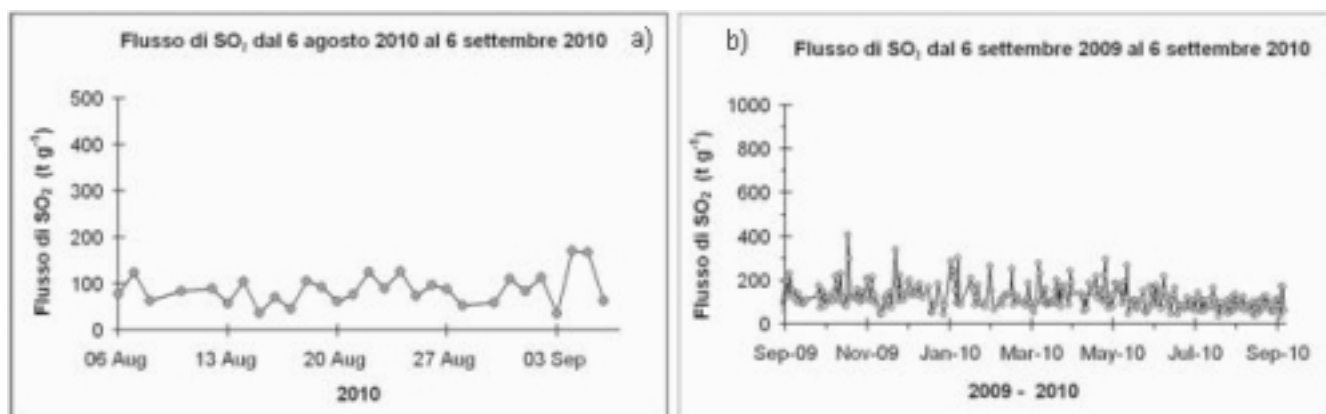 Flusso di SO₂ dal 6 agosto 2010 al 6 settembre 2010 a)
500
400
300
200
100
0
Flusso di SO₂ (t g⁻¹)
06 Aug 13 Aug 20 Aug 27 Aug 03 Sep
2010
b) Flusso di SO₂ dal 6 settembre 2009 al 6 settembre 2010
1000
800
600
400
200
0
Flusso di SO₂ (t g⁻¹)
Sep-09 Nov-09 Jan-10 Mar-10 May-10 Jul-10 Sep-10
2009 - 2010